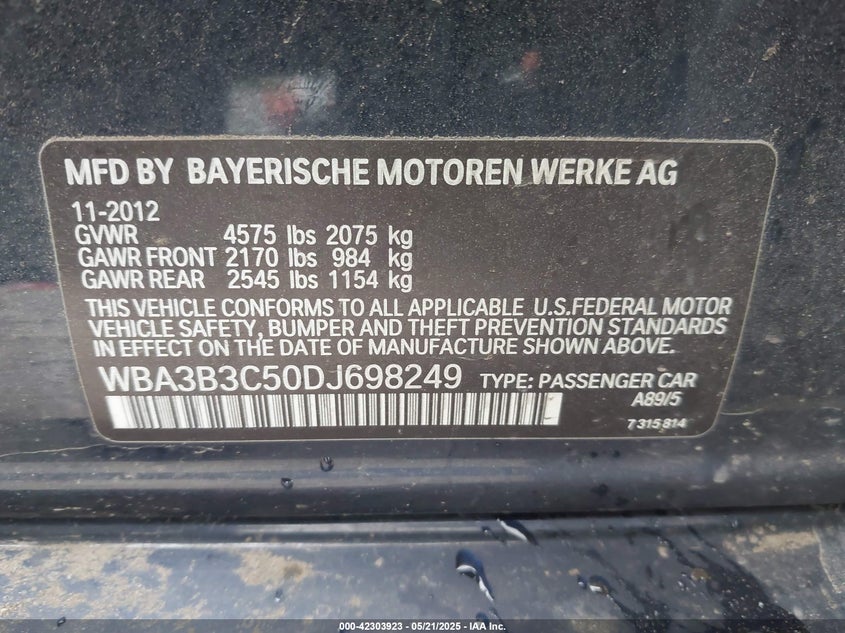 MFD BY BAYERISCHE MOTOREN WERKE AG
11-2012
GVWR 4575 lbs 2075 kg
GAWR FRONT 2170 lbs 984 kg
GAWR REAR 2545 lbs 1154 kg
THIS VEHICLE CONFORMS TO ALL APPLICABLE U.S.FEDERAL MOTOR
VEHICLE SAFETY, BUMPER AND THEFT PREVENTION STANDARDS
IN EFFECT ON THE DATE OF MANUFACTURE SHOWN ABOVE.
WBA3B3C50DJ698249 TYPE: PASSENGER CAR
A89/5
7 315 814
000-42303923 - 05/21/2025 - IAA Inc.